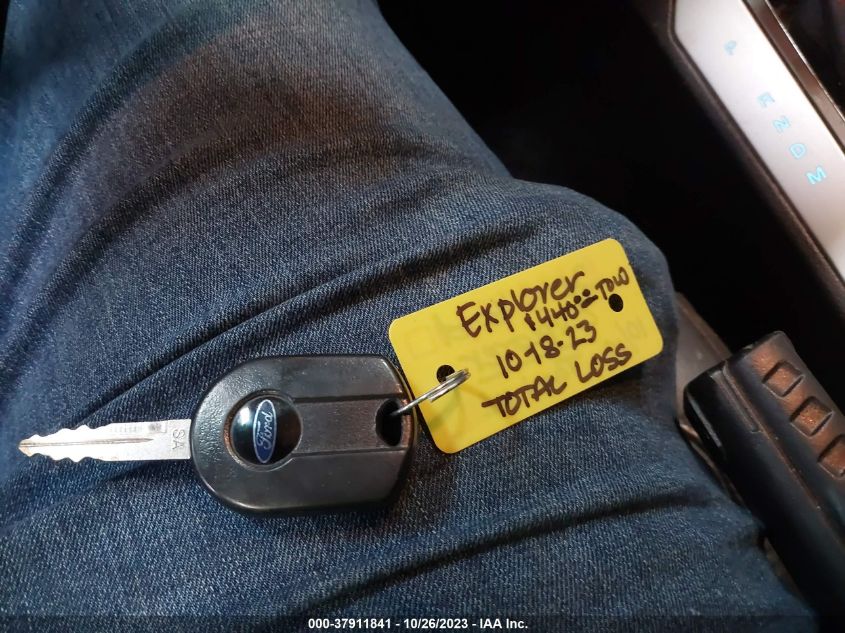 P
R
N
D
M
Explorer
$440.00 TOW
10-18-23
TOTAL LOSS
Ford
SA
000-37911841 / 10/26/2023 / IAA Inc.